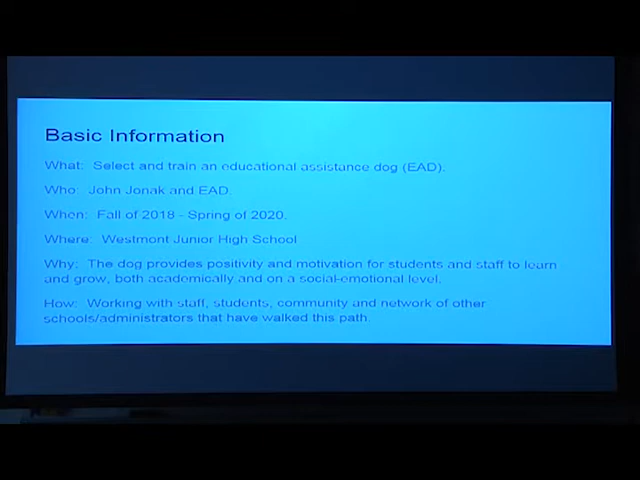 Basic Information
What: Select and train an educational assistance dog (EAD).
Who: John Jonak and EAD.
When: Fall of 2018 - Spring of 2020.
Where: Westmont Junior High School
Why: The dog provides positivity and motivation for students and staff to learn
and grow, both academically and on a social-emotional level.
How: Working with staff, students, community and network of other
schools/administrators that have walked this path.